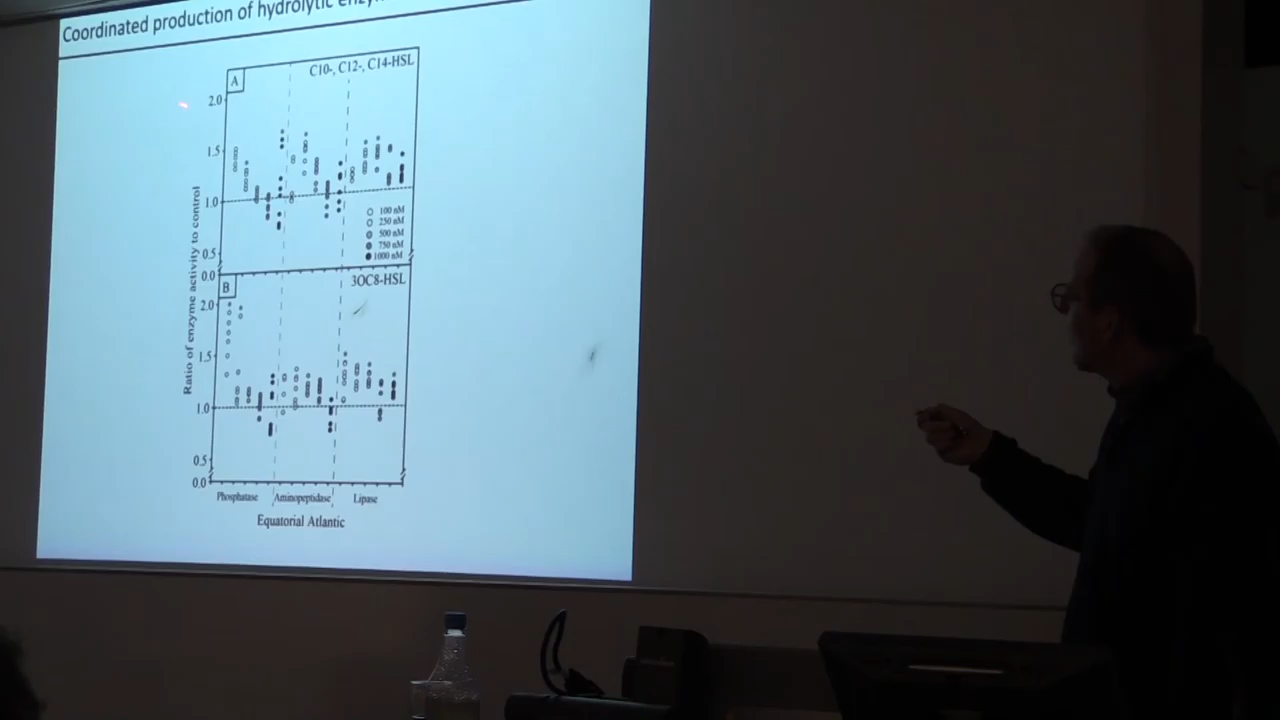 Coordinated production of hydrolytic
A
C10-, C12-, C14-HSL
2.0
1.5
1.0
0.5
0.0
100 nM
250 nM
500 nM
750 nM
1000 nM
Ratio of enzyme activity to control
B
3OC8-HSL
2.0
1.5
1.0
0.5
0.0
Phosphatase
Aminopeptidase
Lipase
Equatorial Atlantic